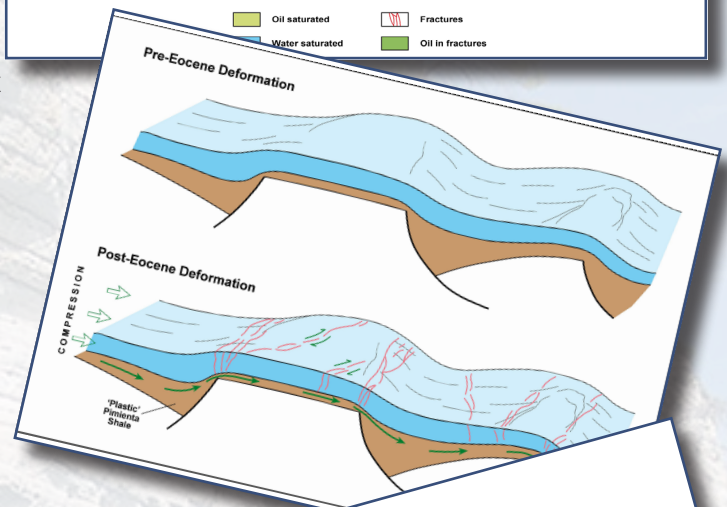 Oil saturated
Fractures
Water saturated
Oil in fractures
Pre-Eocene Deformation
Post-Eocene Deformation
COMPRESSION
'Plastic'
Pimienta
Shale